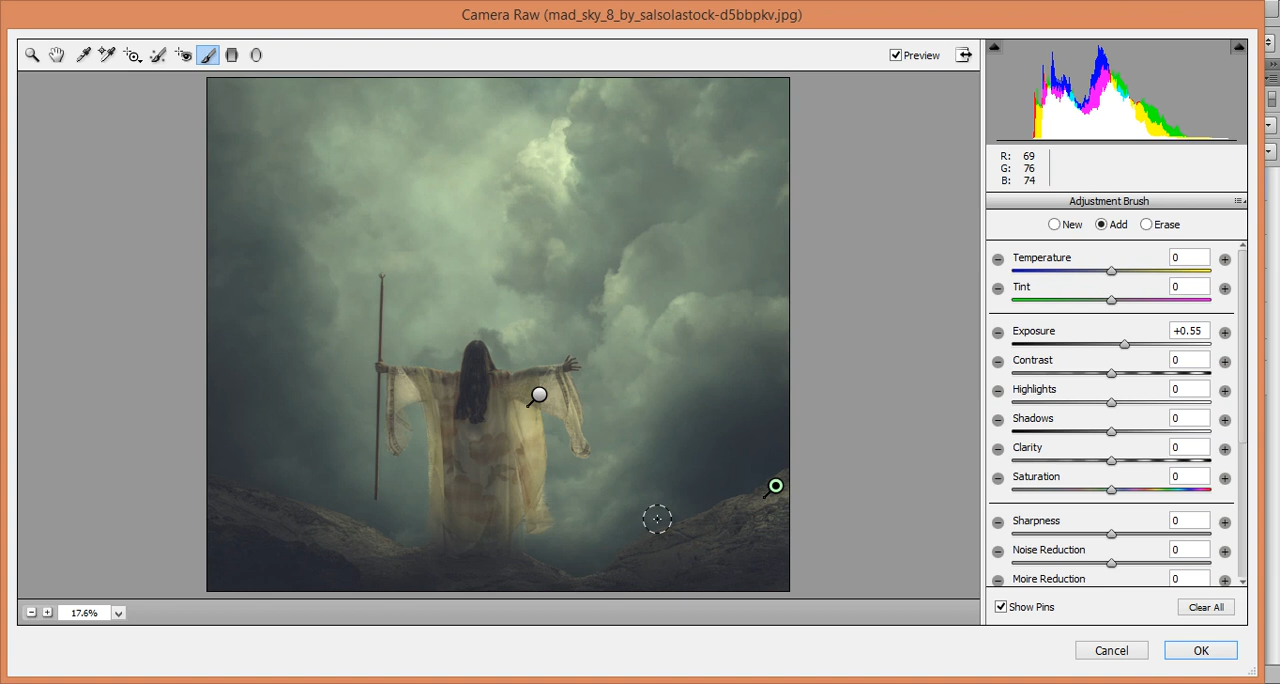 Camera Raw (mad_sky_8_by_salsolastock-d5bbpkv.jpg)
Preview
R: 69
G: 76
B: 74
Adjustment Brush
New Add Erase
Temperature 0
Tint 0
Exposure +0.55
Contrast 0
Highlights 0
Shadows 0
Clarity 0
Saturation 0
Sharpness 0
Noise Reduction 0
Moire Reduction 0
17.6%
Show Pins Clear All
Cancel OK